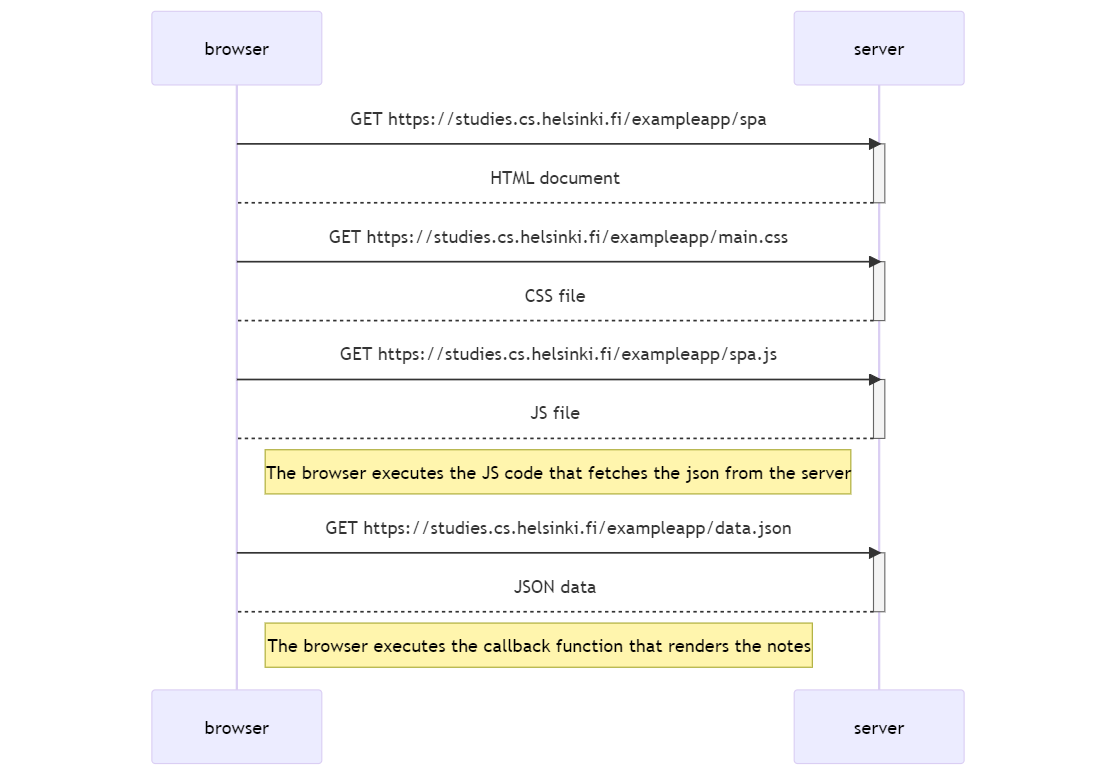 browser server
GET https://studies.cs.helsinki.fi/exampleapp/spa
HTML document
GET https://studies.cs.helsinki.fi/exampleapp/main.css
CSS file
GET https://studies.cs.helsinki.fi/exampleapp/spa.js
JS file
The browser executes the JS code that fetches the json from the server
GET https://studies.cs.helsinki.fi/exampleapp/data.json
JSON data
The browser executes the callback function that renders the notes
browser server